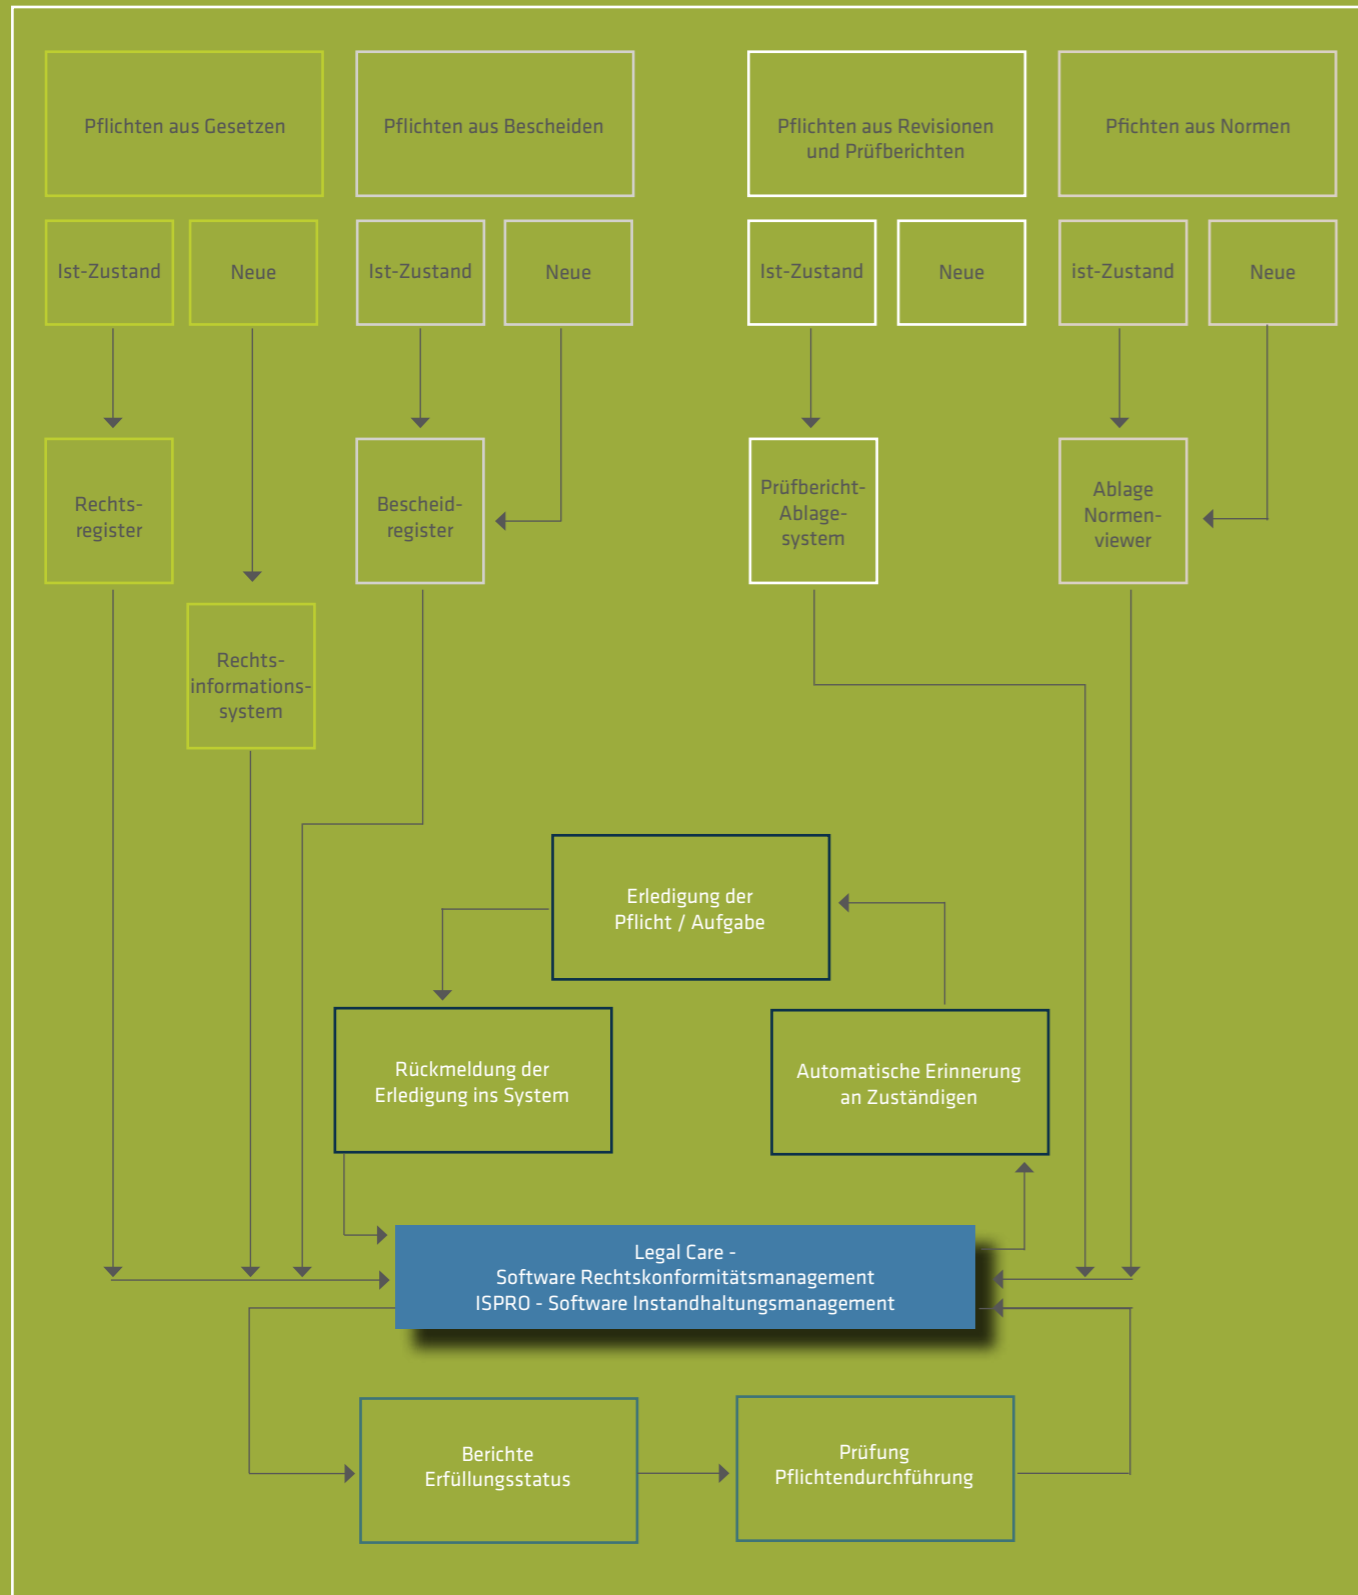 Pflichten aus Gesetzen
Pflichten aus Bescheiden
Pflichten aus Revisionen
und Prüfberichten
Pfichten aus Normen
Ist-Zustand
Neue
Ist-Zustand
Neue
Ist-Zustand
Neue
ist-Zustand
Neue
Rechts-
register
Bescheid-
register
Prüfbericht-
Ablage-
system
Ablage
Normen-
viewer
Rechts-
informations-
system
Erledigung der
Pflicht / Aufgabe
Rückmeldung der
Erledigung ins System
Automatische Erinnerung
an Zuständigen
Legal Care -
Software Rechtskonformitätsmanagement
ISPRO - Software Instandhaltungsmanagement
Berichte
Erfüllungsstatus
Prüfung
Pflichtendurchführung